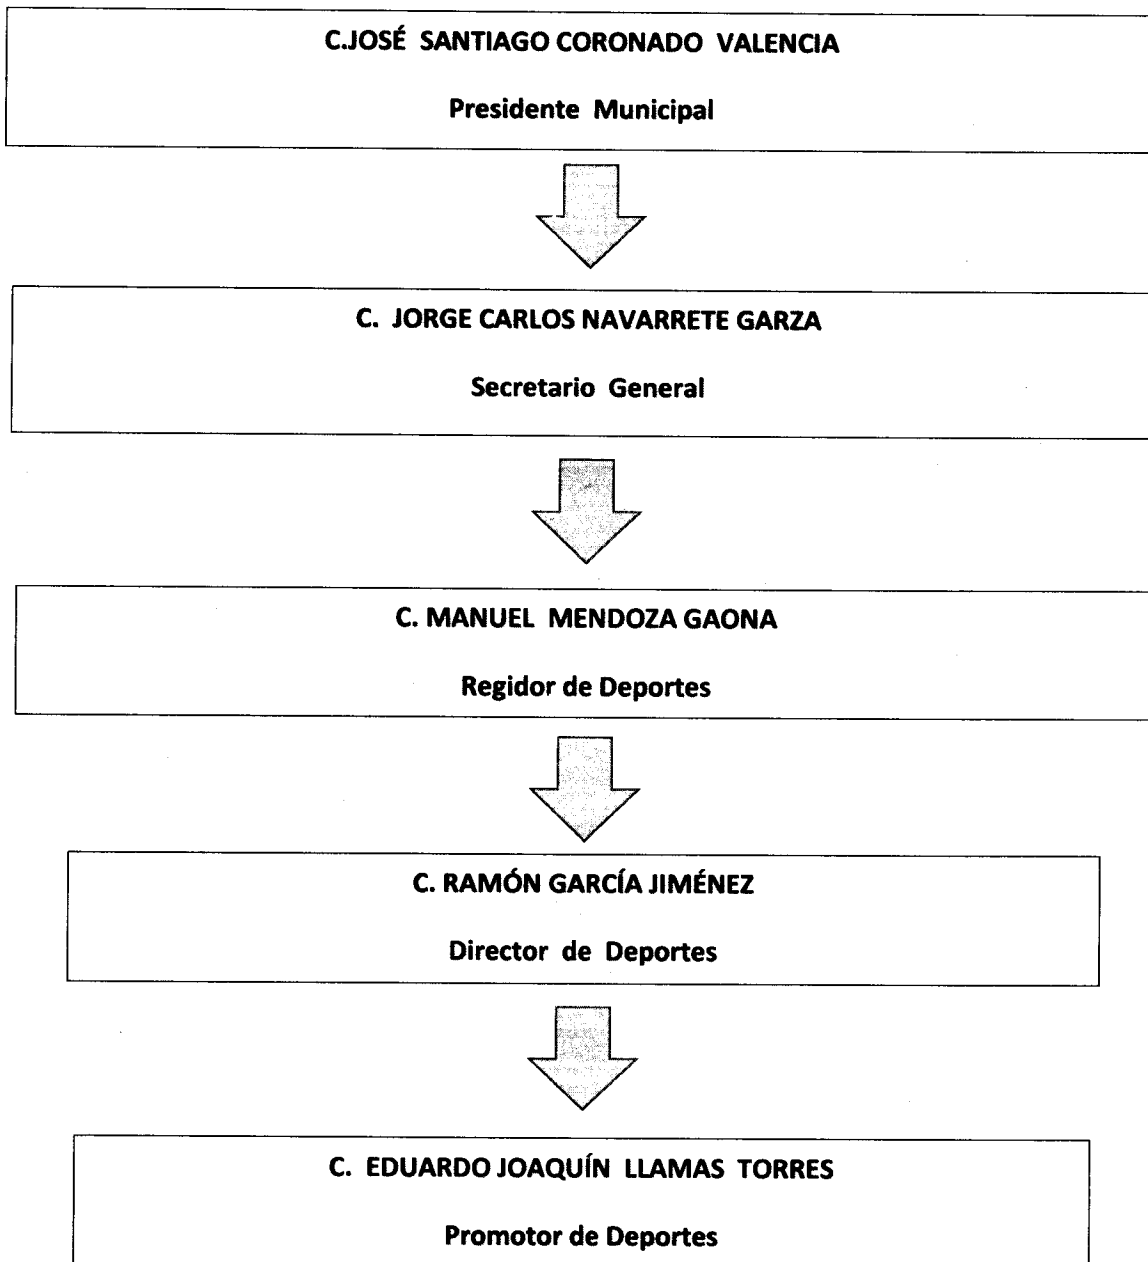 C.JOSÉ SANTIAGO CORONADO VALENCIA
Presidente Municipal
C. JORGE CARLOS NAVARRETE GARZA
Secretario General
C. MANUEL MENDOZA GAONA
Regidor de Deportes
C. RAMÓN GARCÍA JIMÉNEZ
Director de Deportes
C. EDUARDO JOAQUÍN LLAMAS TORRES
Promotor de Deportes